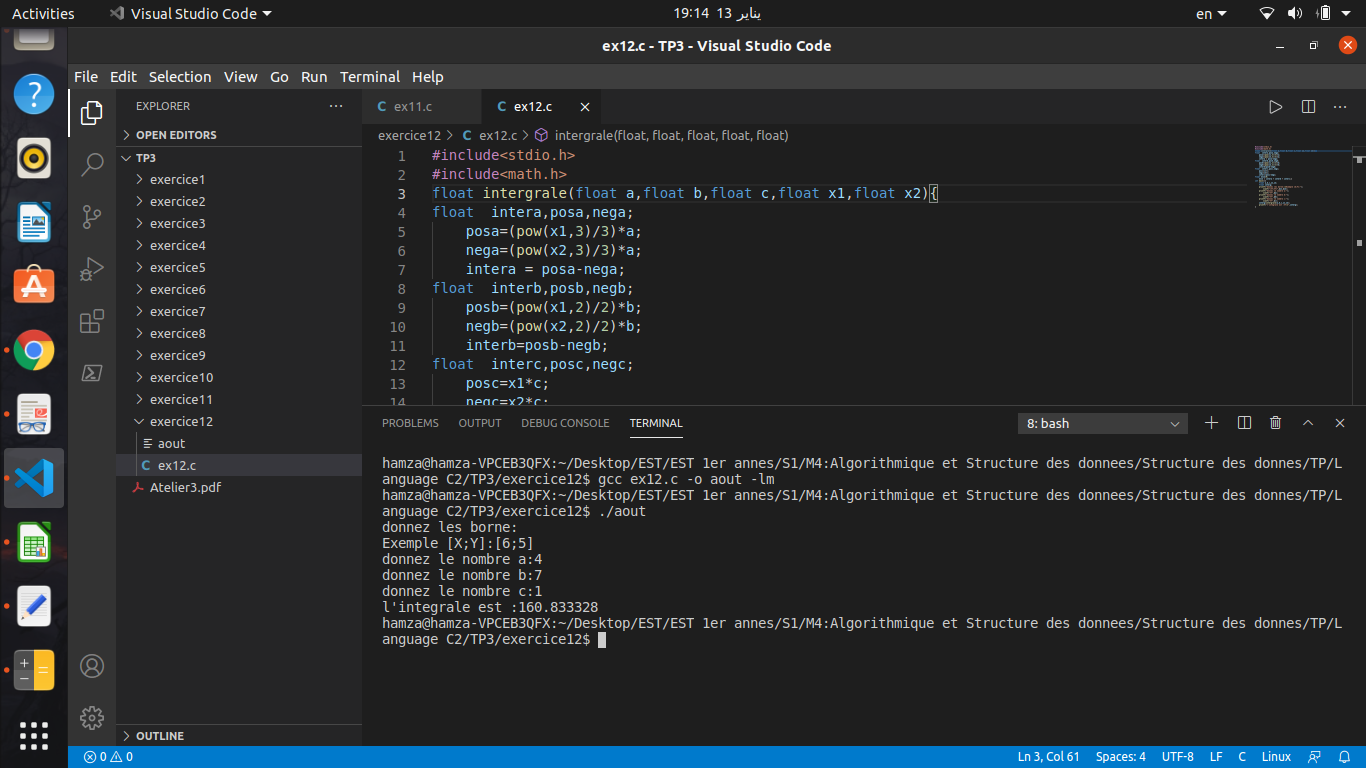 Activities Visual Studio Code 19:14 13 يناير en
ex12.c - TP3 - Visual Studio Code
File Edit Selection View Go Run Terminal Help
EXPLORER
OPEN EDITORS
TP3
exercice1
exercice2
exercice3
exercice4
exercice5
exercice6
exercice7
exercice8
exercice9
exercice10
exercice11
exercice12
aout
C ex12.c
Atelier3.pdf
OUTLINE
C ex11.c C ex12.c
exercice12 > C ex12.c > intergrale(float, float, float, float, float)
1 #include<stdio.h>
2 #include<math.h>
3 float intergrale(float a,float b,float c,float x1,float x2){
4 float  intera,posa,nega;
5     posa=(pow(x1,3)/3)*a;
6     nega=(pow(x2,3)/3)*a;
7     intera = posa-nega;
8 float  interb,posb,negb;
9     posb=(pow(x1,2)/2)*b;
10     negb=(pow(x2,2)/2)*b;
11     interb=posb-negb;
12 float  interc,posc,negc;
13     posc=x1*c;
14     negc=x2*c;
PROBLEMS OUTPUT DEBUG CONSOLE TERMINAL 8: bash
hamza@hamza-VPCEB3QFX:~/Desktop/EST/EST 1er annes/S1/M4:Algorithmique et Structure des donnees/Structure des donnes/TP/L
anguage C2/TP3/exercice12$ gcc ex12.c -o aout -lm
hamza@hamza-VPCEB3QFX:~/Desktop/EST/EST 1er annes/S1/M4:Algorithmique et Structure des donnees/Structure des donnes/TP/L
anguage C2/TP3/exercice12$ ./aout
donnez les borne:
Exemple [X;Y]:[6;5]
donnez le nombre a:4
donnez le nombre b:7
donnez le nombre c:1
l'integrale est :160.833328
hamza@hamza-VPCEB3QFX:~/Desktop/EST/EST 1er annes/S1/M4:Algorithmique et Structure des donnees/Structure des donnes/TP/L
anguage C2/TP3/exercice12$
0 0 Ln 3, Col 61 Spaces: 4 UTF-8 LF C Linux